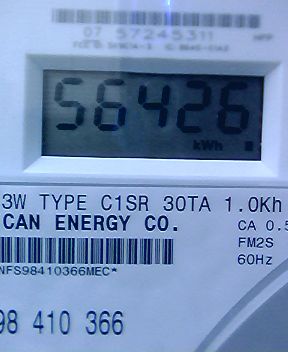 07 57245311
56426
kWh
3W TYPE C1SR 30TA 1.0Kh
CAN ENERGY CO.
CA 0.5
FM2S
60Hz
NFS98410366MEC*
98 410 366